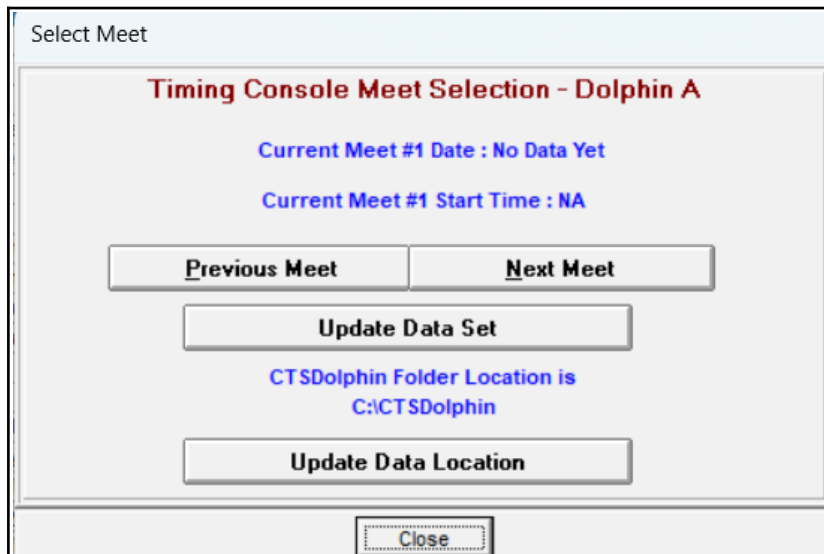 Select Meet
Timing Console Meet Selection - Dolphin A
Current Meet #1 Date : No Data Yet
Current Meet #1 Start Time : NA
Previous Meet Next Meet
Update Data Set
CTSDolphin Folder Location is
C:\CTSDolphin
Update Data Location
Close